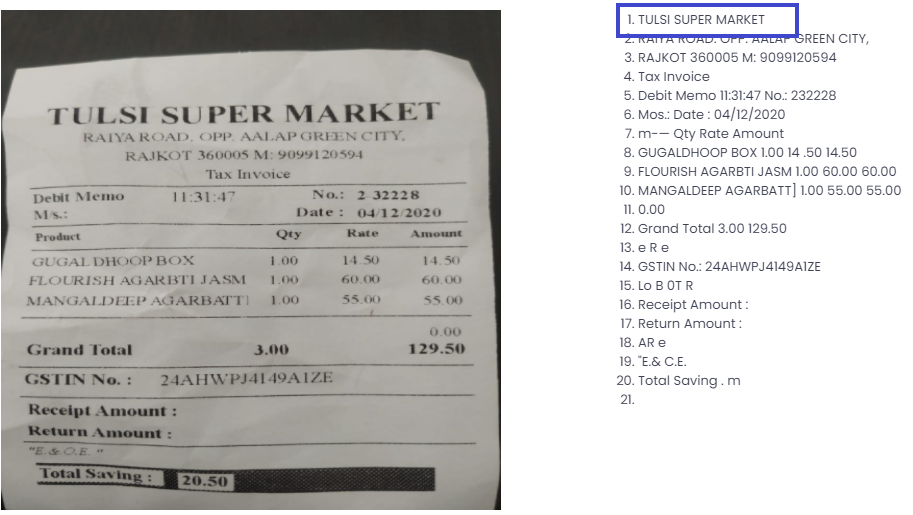 TULSI SUPER MARKET
RAIYA ROAD, OPP. AALAP GREEN CITY,
RAJKOT 360005 M: 9099120594
Tax Invoice
Debit Memo 11:31:47 No.: 2 32228
M/s.: Date : 04/12/2020
Product Qty Rate Amount
GUGALDHOOP BOX 1.00 14.50 14.50
FLOURISH AGARBTI JASM 1.00 60.00 60.00
MANGALDEEP AGARBATTI 1.00 55.00 55.00
0.00
Grand Total 3.00 129.50
GSTIN No. : 24AHWPJ4149A1ZE
Receipt Amount :
Return Amount :
"E.& O.E. "
Total Saving : 20.50
1. TULSI SUPER MARKET
2. RAIYA ROAD. OPP. AALAP GREEN CITY,
3. RAJKOT 360005 M: 9099120594
4. Tax Invoice
5. Debit Memo 11:31:47 No.: 232228
6. Mos.: Date : 04/12/2020
7. m-— Qty Rate Amount
8. GUGALDHOOP BOX 1.00 14 .50 14.50
9. FLOURISH AGARBTI JASM 1.00 60.00 60.00
10. MANGALDEEP AGARBATT] 1.00 55.00 55.00
11. 0.00
12. Grand Total 3.00 129.50
13. e R e
14. GSTIN No.: 24AHWPJ4149A1ZE
15. Lo B 0T R
16. Receipt Amount :
17. Return Amount :
18. AR e
19. "E.& C.E.
20. Total Saving . m
21.